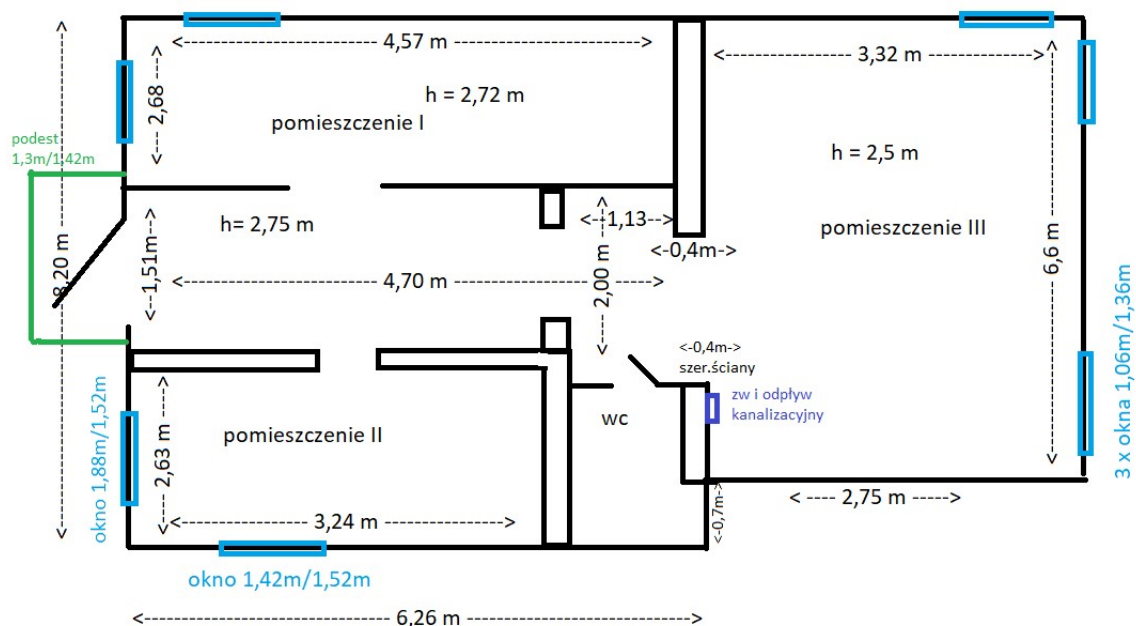 4,57 m
3,32 m
2,68
h = 2,72 m
pomieszczenie I
podest
1,3m/1,42m
h = 2,5 m
h= 2,75 m
1,13
pomieszczenie III
<-0,4m->
8,20 m
1,51m
4,70 m
2,00 m
6,6 m
3 x okna 1,06m/1,36m
<-0,4m->
szer.ściany
zw i odpływ
kanalizacyjny
wc
okno 1,88m/1,52m
pomieszczenie II
2,63 m
3,24 m
<-0,7m->
2,75 m
okno 1,42m/1,52m
6,26 m